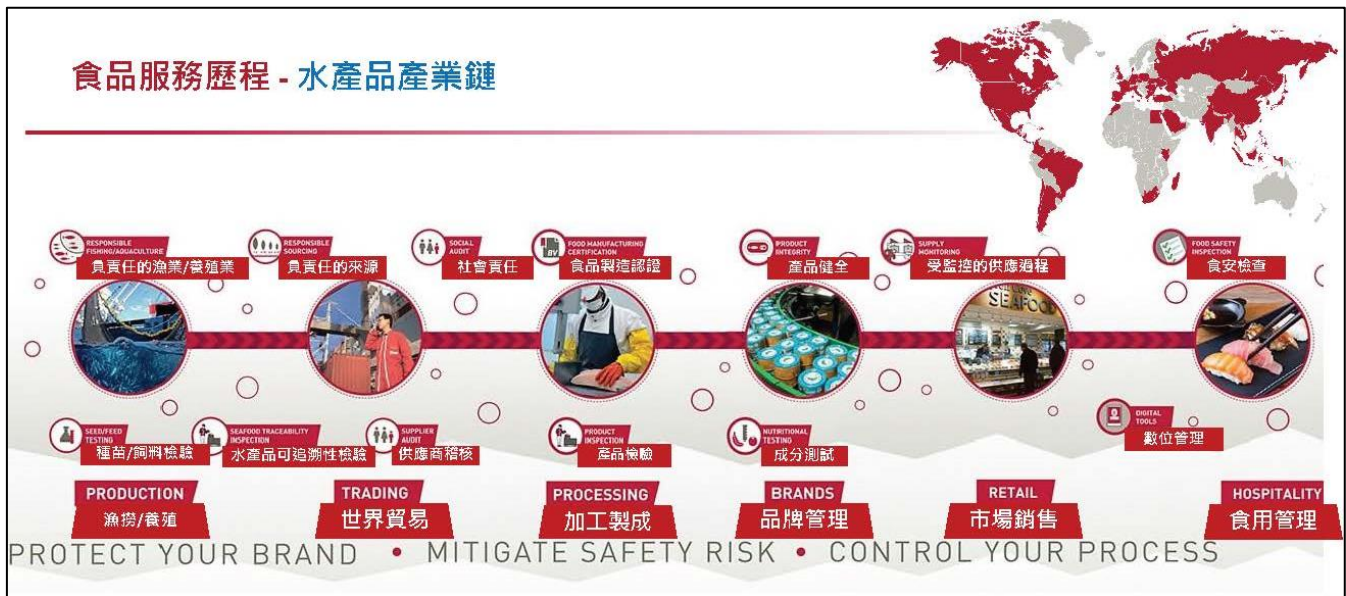 食品服務歷程 - 水產品產業鏈
RESPONSIBLE
FISHING/AQUACULTURE
負責任的漁業/養殖業
RESPONSIBLE
SOURCING
負責任的來源
SOCIAL
AUDIT
社會責任
FOOD MANUFACTURING
CERTIFICATION
BV
食品製造認證
PRODUCT
INTEGRITY
產品健全
SUPPLY
MONITORING
受監控的供應過程
FOOD SAFETY
INSPECTION
食安檢查
SEAFOOD
SEED/FEED
TESTING
種苗/飼料檢驗
SEAFOOD TRACEABILITY
INSPECTION
水產品可追溯性檢驗
SUPPLIER
AUDIT
供應商稽核
PRODUCT
INSPECTION
產品檢驗
NUTRITIONAL
TESTING
成分測試
DIGITAL
TOOLS
數位管理
PRODUCTION
漁撈/養殖
TRADING
世界貿易
PROCESSING
加工製成
BRANDS
品牌管理
RETAIL
市場銷售
HOSPITALITY
食用管理
PROTECT YOUR BRAND • MITIGATE SAFETY RISK • CONTROL YOUR PROCESS